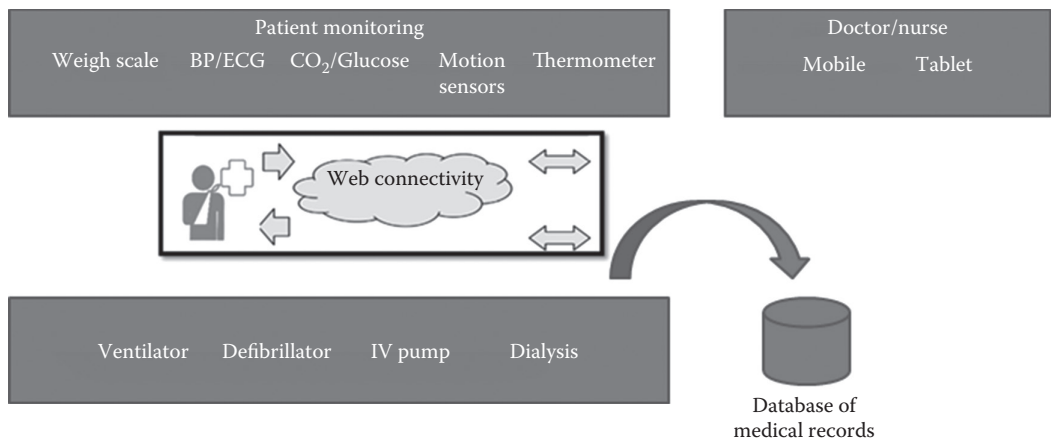 Patient monitoring
Weigh scale BP/ECG CO₂/Glucose Motion sensors Thermometer
Doctor/nurse
Mobile Tablet
Web connectivity
Ventilator Defibrillator IV pump Dialysis
Database of
medical records